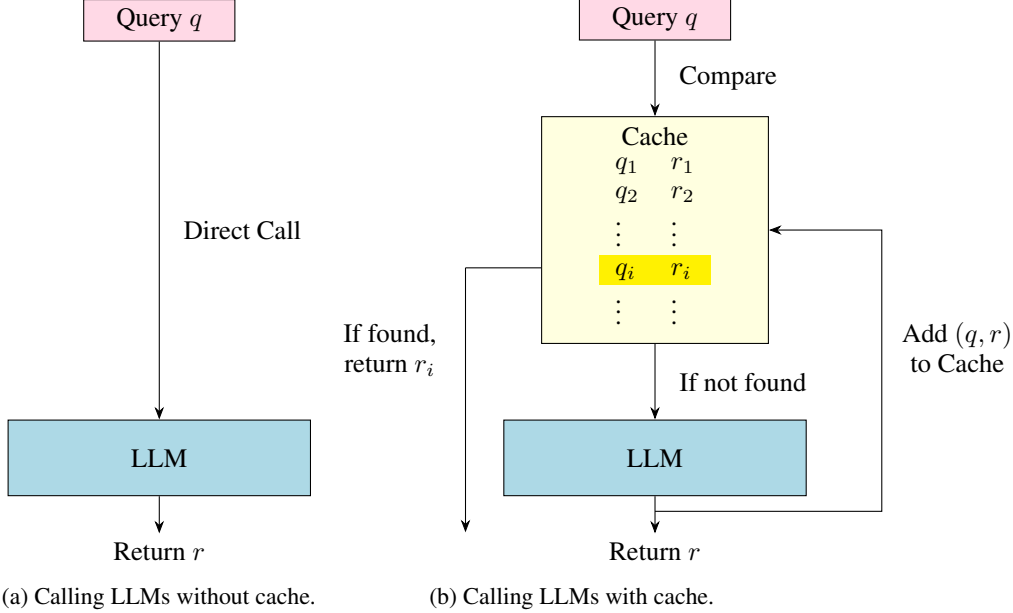 Query q
Direct Call
LLM
Return r
(a) Calling LLMs without cache.
Query q
Compare
Cache
q₁ r₁
q₂ r₂
⋮ ⋮
qᵢ rᵢ
⋮ ⋮
If found,
return rᵢ
If not found
Add (q, r)
to Cache
LLM
Return r
(b) Calling LLMs with cache.